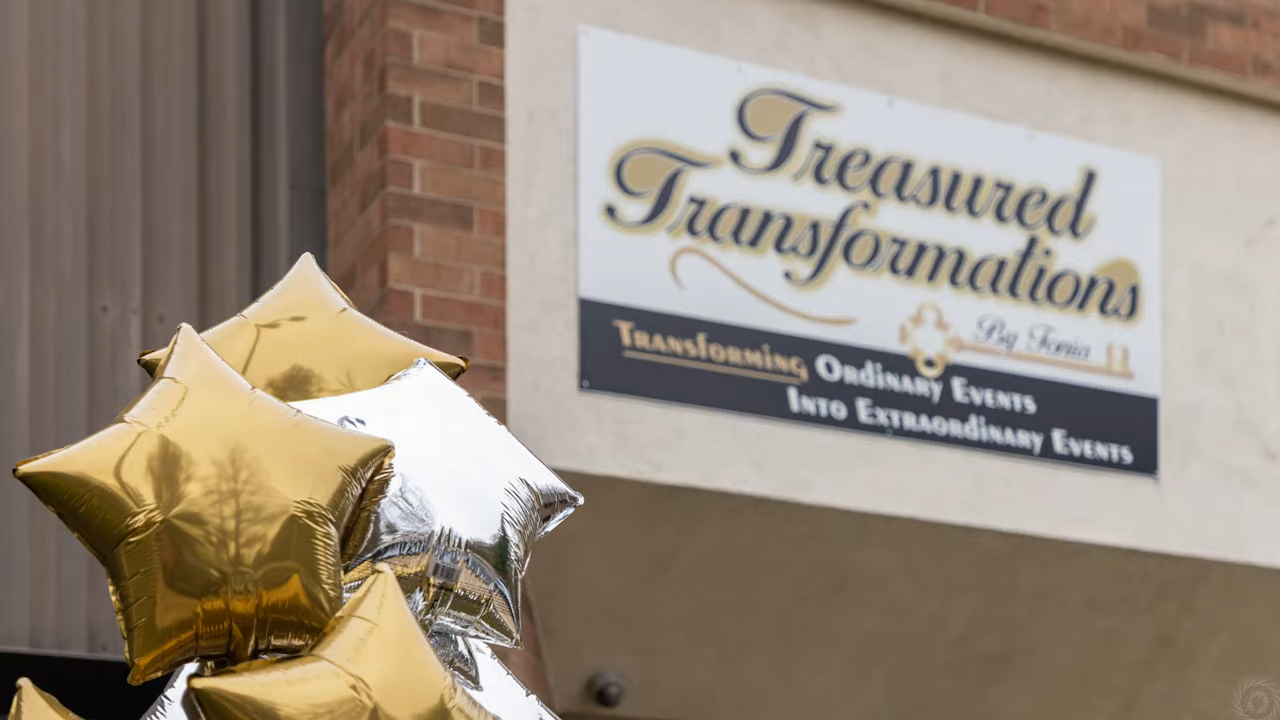 Treasured
Transformations
By Tonia
Transforming Ordinary Events
Into Extraordinary Events